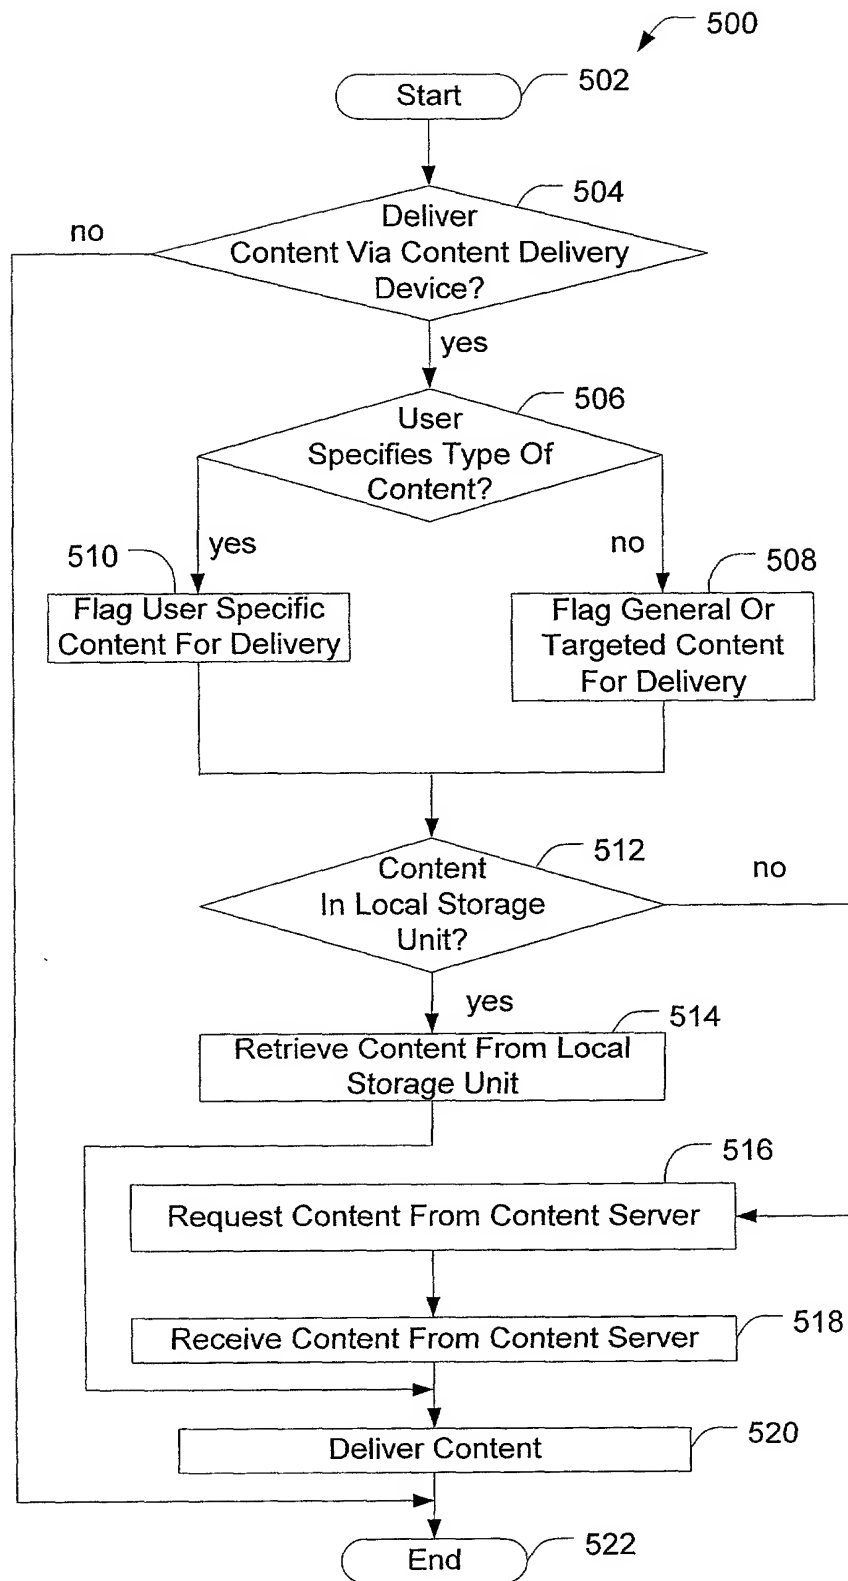 500
Start
502
504
Deliver
Content Via Content Delivery
Device?
no
yes
506
User
Specifies Type Of
Content?
yes
no
510
508
Flag User Specific
Content For Delivery
Flag General Or
Targeted Content
For Delivery
512
Content
In Local Storage
Unit?
no
yes
514
Retrieve Content From Local
Storage Unit
516
Request Content From Content Server
Receive Content From Content Server
518
Deliver Content
520
End
522